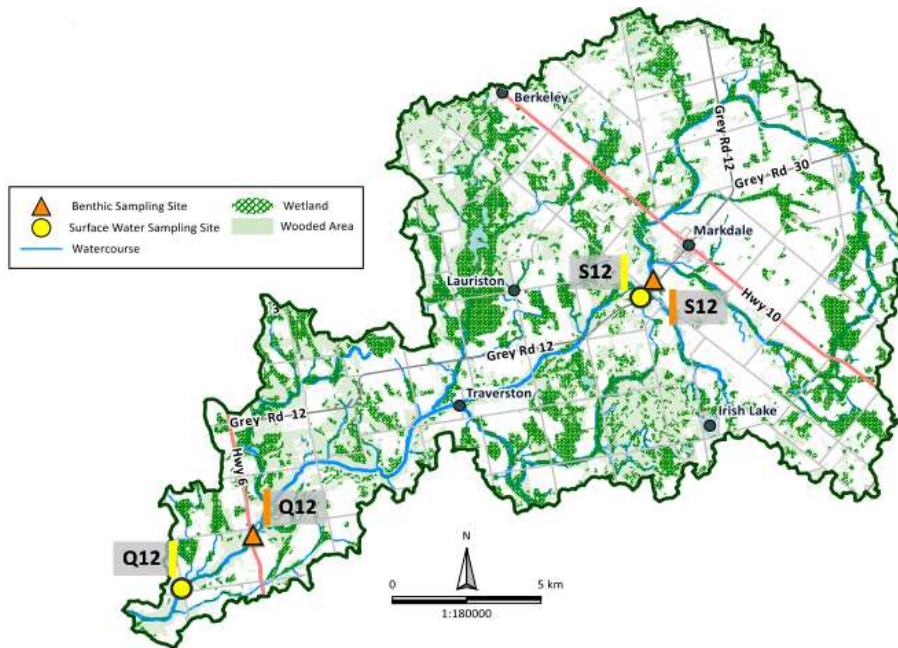 Berkeley
Grey Rd 12
Grey Rd 30
Benthic Sampling Site
Wetland
Surface Water Sampling Site
Wooded Area
Watercourse
Markdale
S12
Lauriston
S12
Hwy 10
Grey Rd 12
Traverston
Grey Rd 12
Irish Lake
Hwy 6
Q12
Q12
N
0
5 km
1:180000